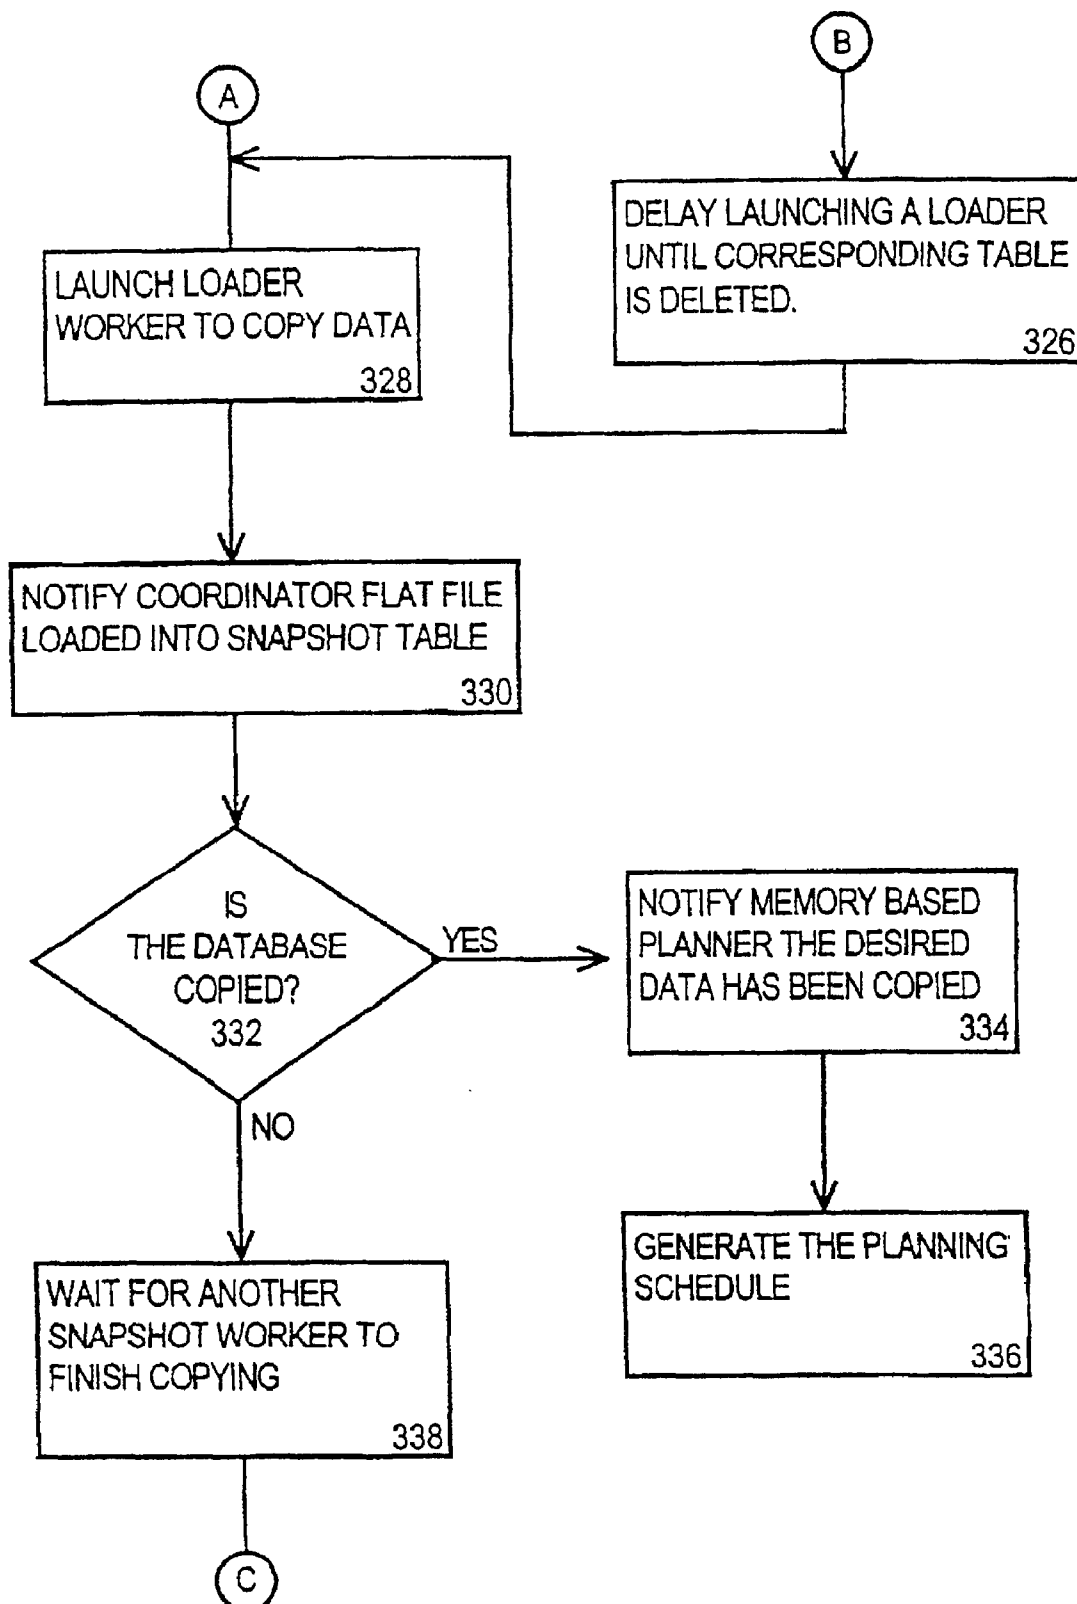 B
A
DELAY LAUNCHING A LOADER
UNTIL CORRESPONDING TABLE
IS DELETED.
326
LAUNCH LOADER
WORKER TO COPY DATA
328
NOTIFY COORDINATOR FLAT FILE
LOADED INTO SNAPSHOT TABLE
330
IS
THE DATABASE
COPIED?
332
YES
NOTIFY MEMORY BASED
PLANNER THE DESIRED
DATA HAS BEEN COPIED
334
NO
GENERATE THE PLANNING
SCHEDULE
336
WAIT FOR ANOTHER
SNAPSHOT WORKER TO
FINISH COPYING
338
C